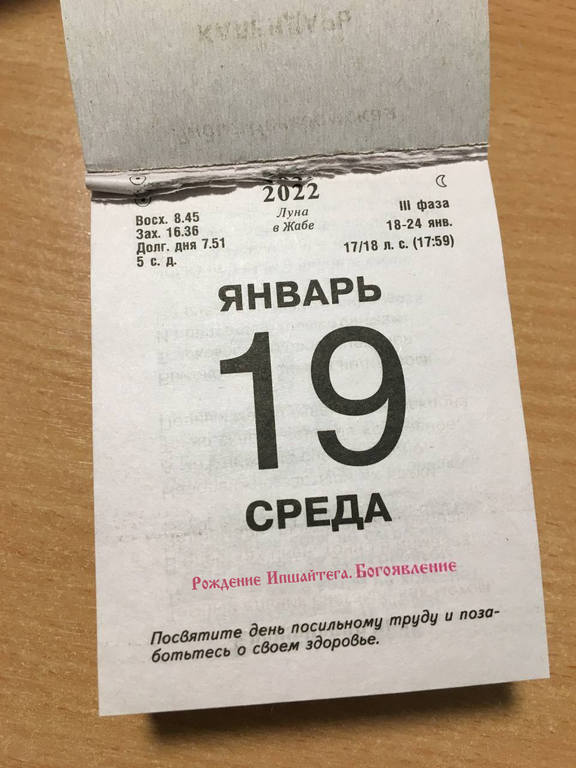 2022
Луна
в Жабе
Восх. 8.45
Зах. 16.36
Долг. дня 7.51
5 с. д.
III фаза
18-24 янв.
17/18 л. с. (17:59)
ЯНВАРЬ
19
СРЕДА
Рождение Ипшайтега. Богоявление
Посвятите день посильному труду и поза-
ботьтесь о своем здоровье.